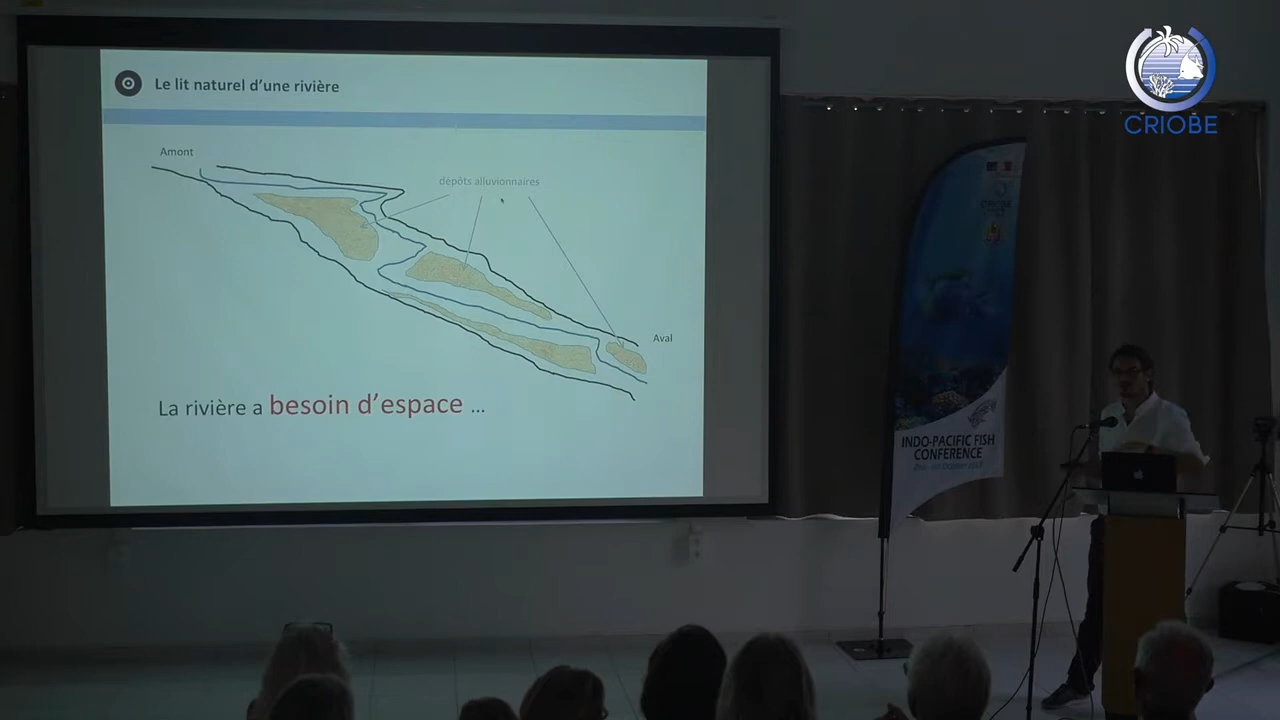 Le lit naturel d'une rivière
Amont
dépôts alluvionnaires
Aval
La rivière a besoin d'espace ...
CRIOBE
INDO-PACIFIC FISH
CONFERENCE